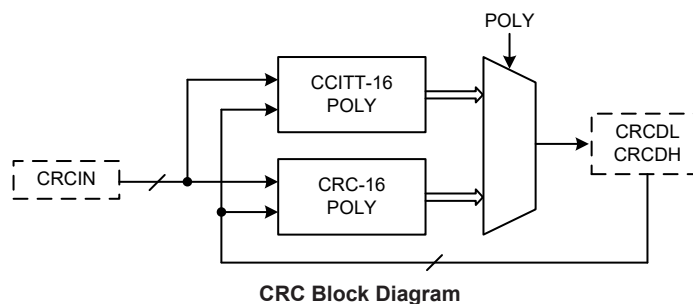 POLY
CCITT-16
POLY
CRCDL
CRCDH
CRCIN
CRC-16
POLY
CRC Block Diagram